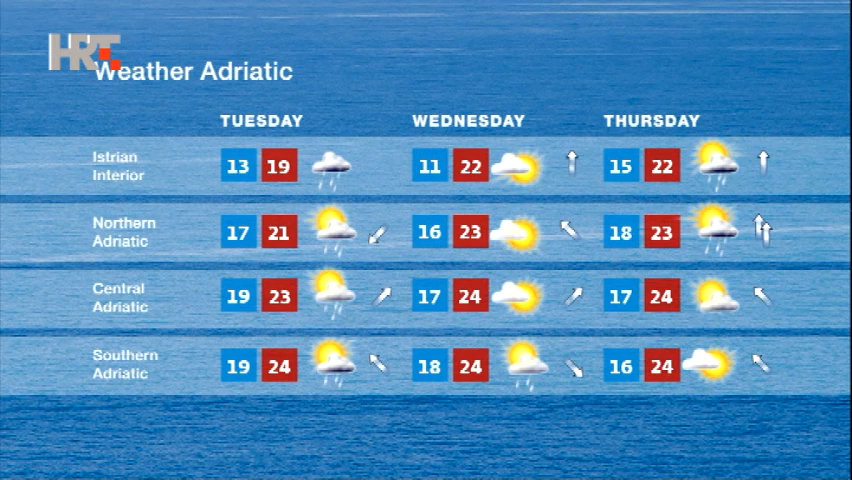 HRT
Weather Adriatic
TUESDAY WEDNESDAY THURSDAY
Istrian
Interior
13 19 11 22 15 22
Northern
Adriatic
17 21 16 23 18 23
Central
Adriatic
19 23 17 24 17 24
Southern
Adriatic
19 24 18 24 16 24